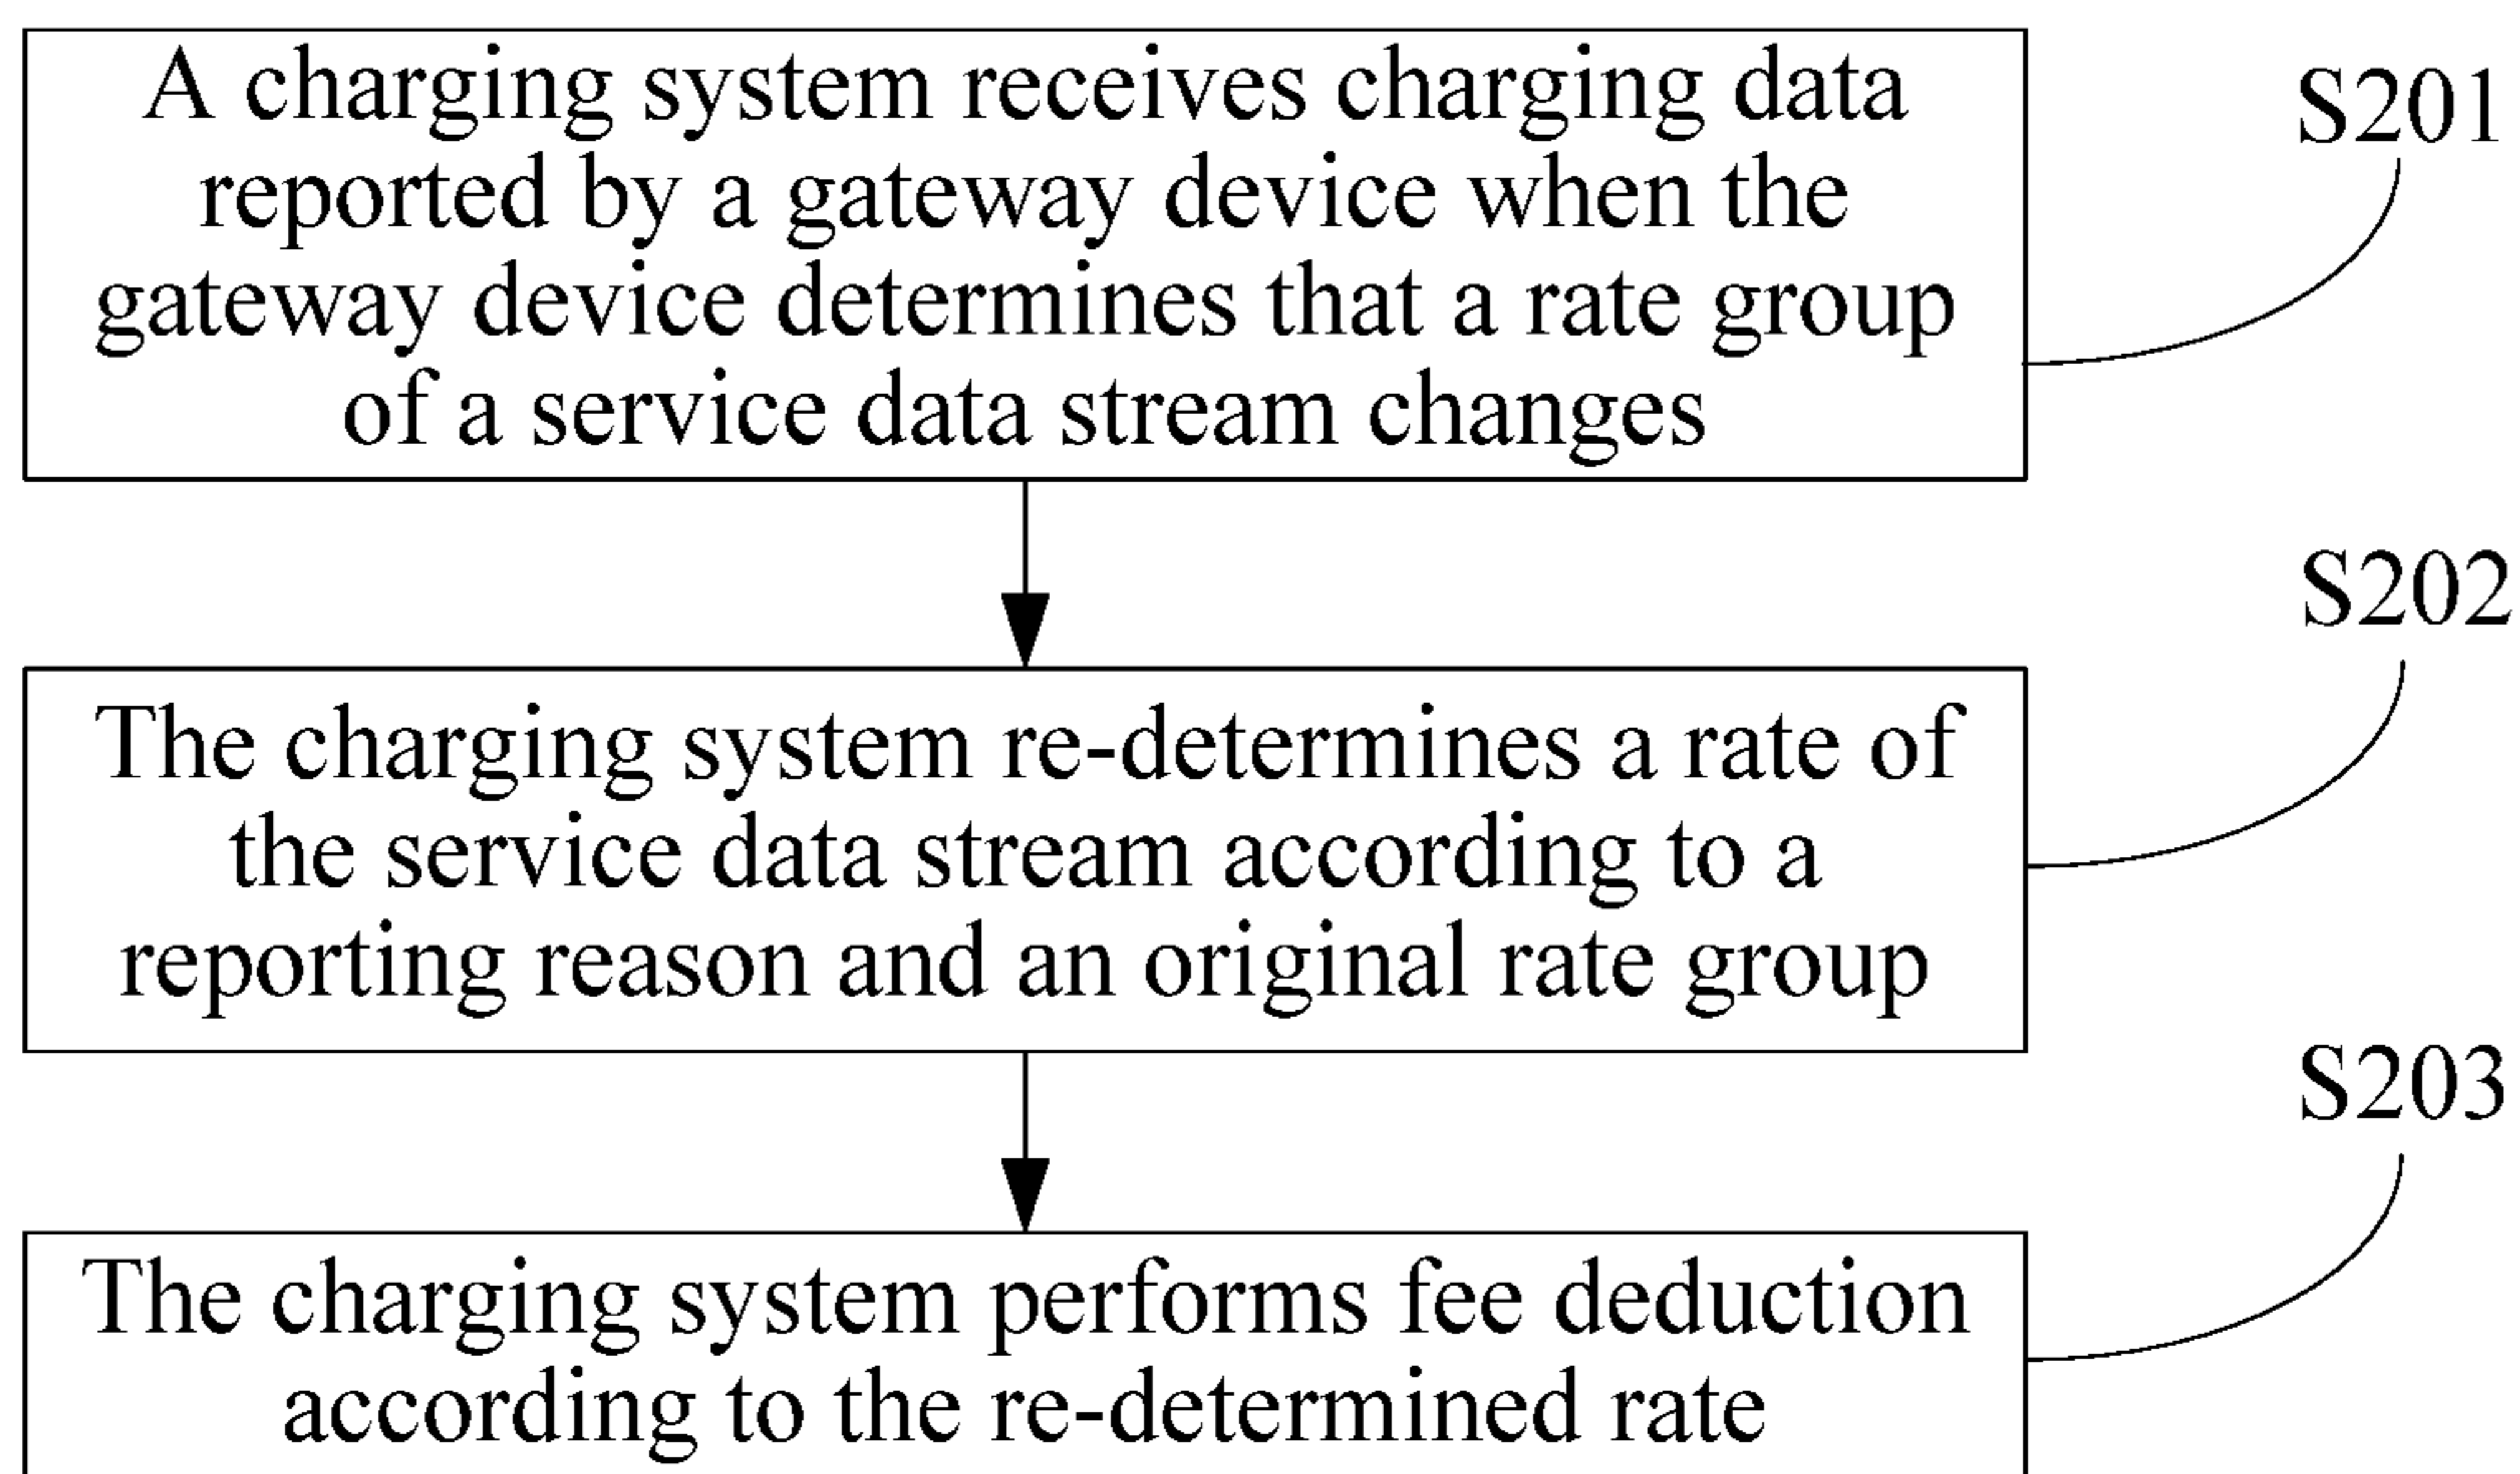 A charging system receives charging data
reported by a gateway device when the
gateway device determines that a rate group
of a service data stream changes
S201
The charging system re-determines a rate of
the service data stream according to a
reporting reason and an original rate group
S202
The charging system performs fee deduction
according to the re-determined rate
S203